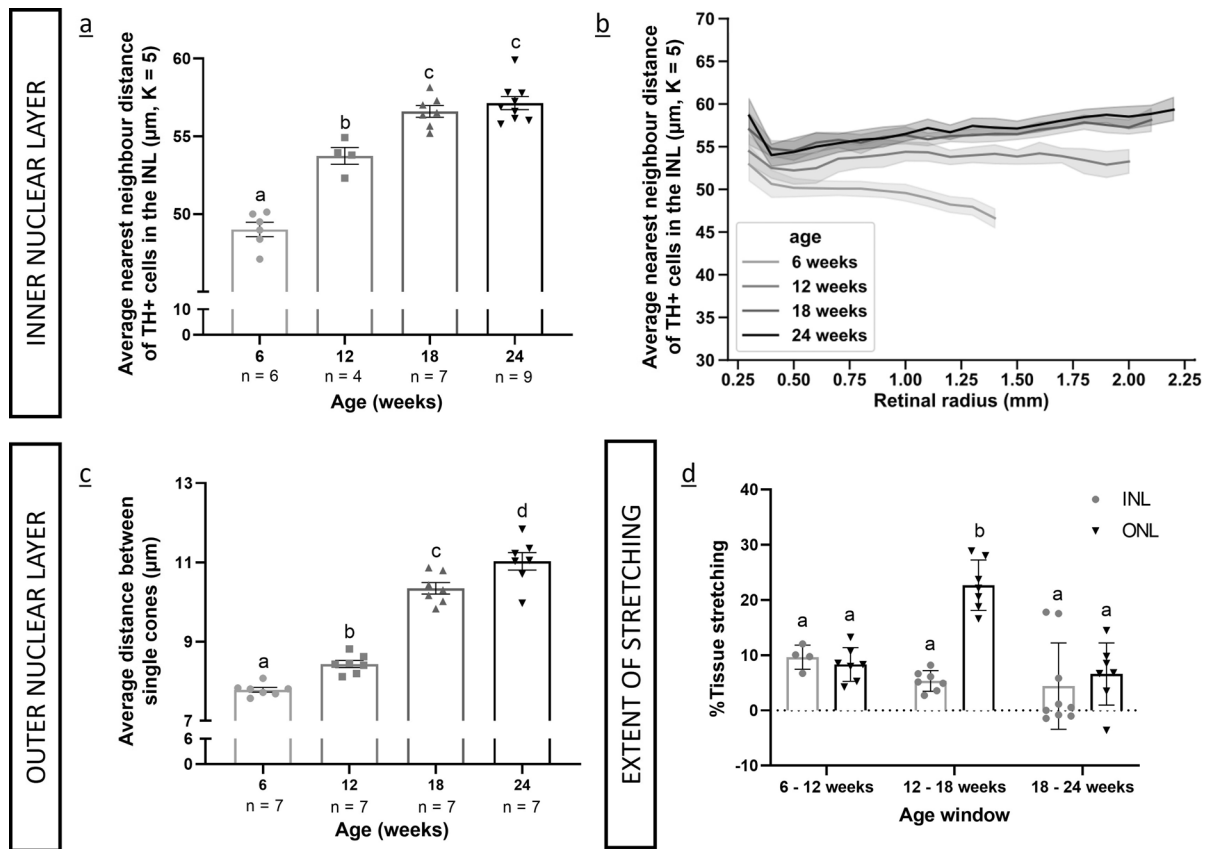 INNER NUCLEAR LAYER
a
Average nearest neighbour distance
of TH+ cells in the INL (µm, K = 5)
60
55
50
10
0
a
b
c
c
6
12
18
24
n = 6
n = 4
n = 7
n = 9
Age (weeks)
b
Average nearest neighbour distance
of TH+ cells in the INL (µm, K = 5)
70
65
60
55
50
45
40
35
30
age
6 weeks
12 weeks
18 weeks
24 weeks
0.25
0.50
0.75
1.00
1.25
1.50
1.75
2.00
2.25
Retinal radius (mm)
OUTER NUCLEAR LAYER
c
Average distance between
single cones (µm)
13
11
9
7
6
0
a
b
c
d
6
12
18
24
n = 7
n = 7
n = 7
n = 7
Age (weeks)
EXTENT OF STRETCHING
d
%Tissue stretching
40
30
20
10
0
-10
INL
ONL
a
a
a
b
a
a
6 - 12 weeks
12 - 18 weeks
18 - 24 weeks
Age window